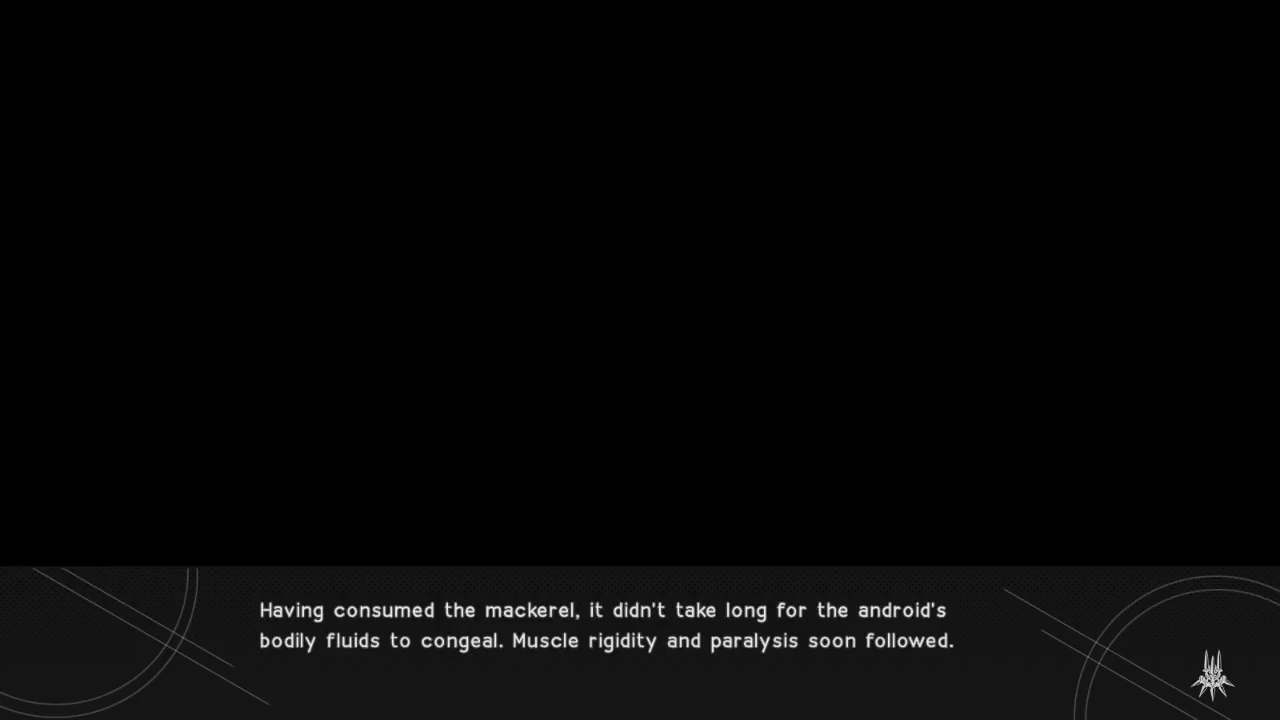 Having consumed the mackerel, it didn't take long for the android's
bodily fluids to congeal. Muscle rigidity and paralysis soon followed.